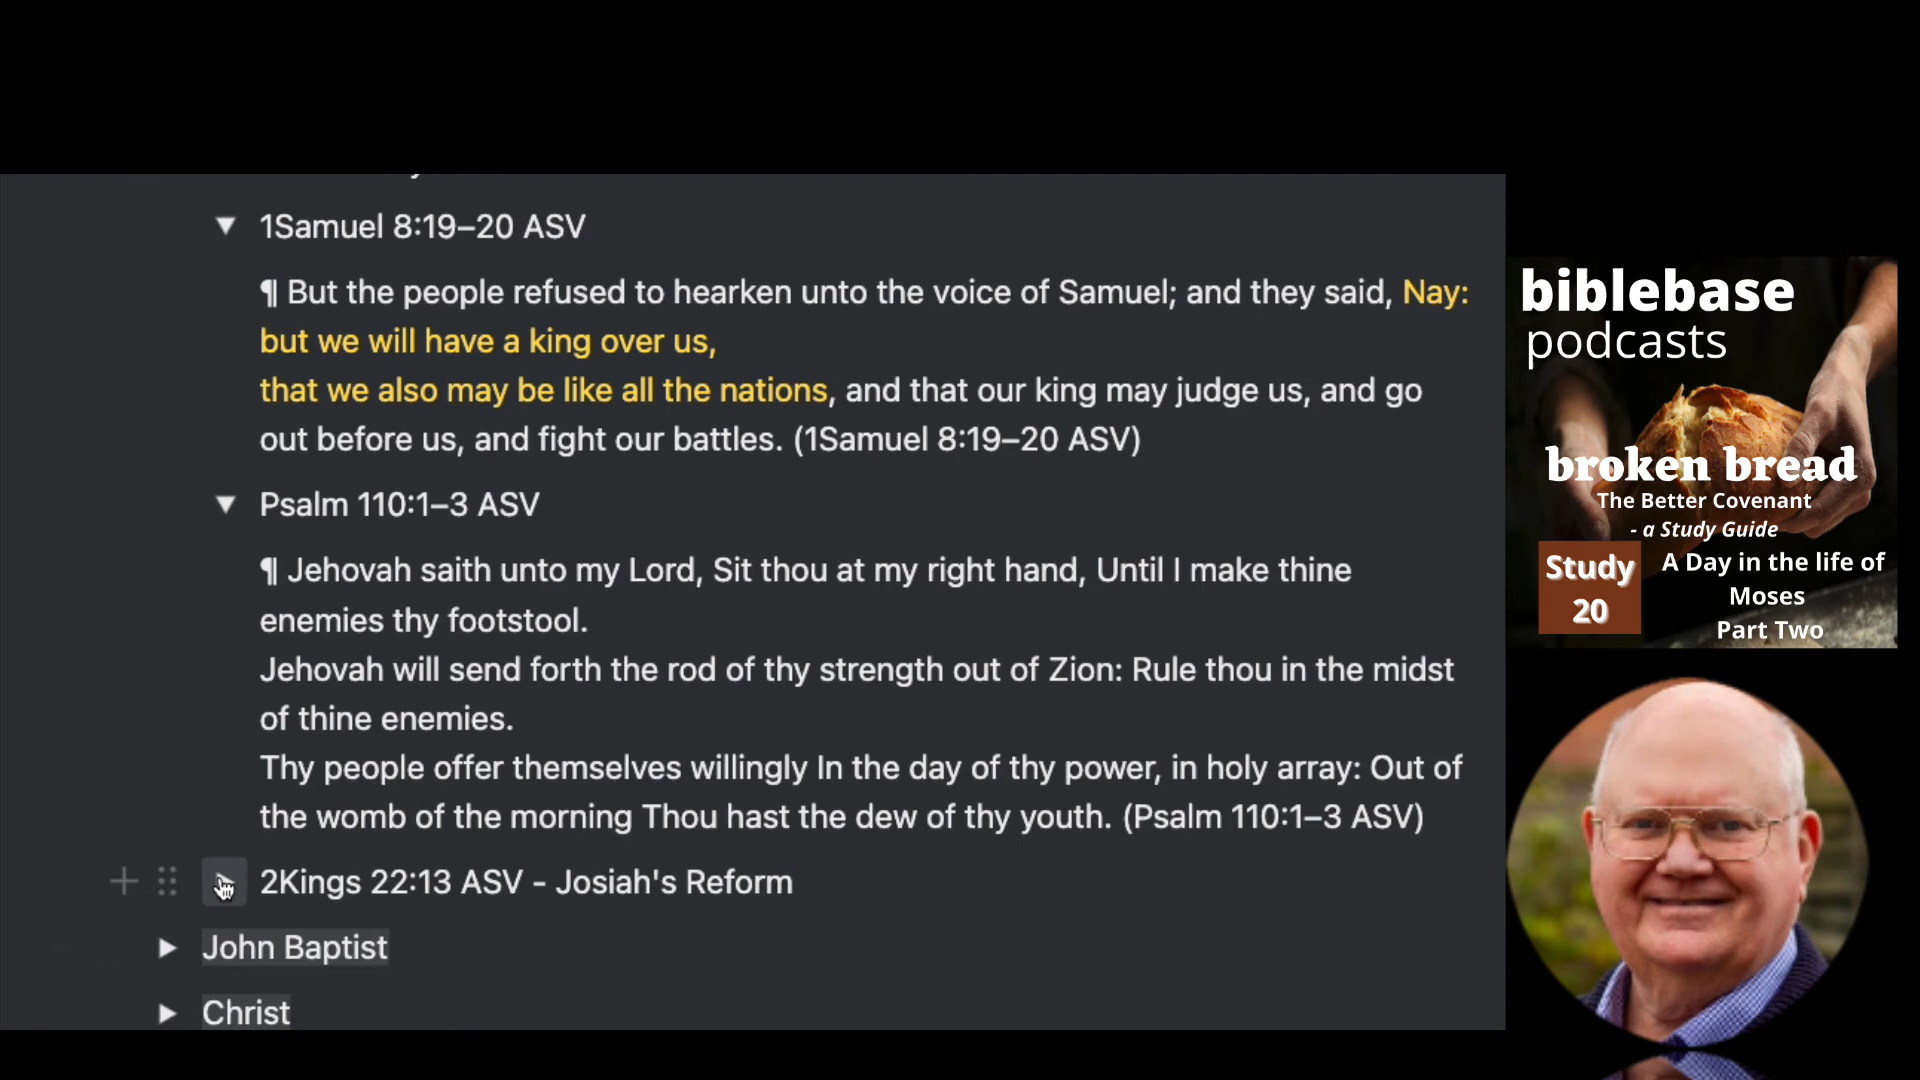 1Samuel 8:19–20 ASV
¶ But the people refused to hearken unto the voice of Samuel; and they said, Nay:
but we will have a king over us,
that we also may be like all the nations, and that our king may judge us, and go
out before us, and fight our battles. (1Samuel 8:19–20 ASV)
Psalm 110:1–3 ASV
¶ Jehovah saith unto my Lord, Sit thou at my right hand, Until I make thine
enemies thy footstool.
Jehovah will send forth the rod of thy strength out of Zion: Rule thou in the midst
of thine enemies.
Thy people offer themselves willingly In the day of thy power, in holy array: Out of
the womb of the morning Thou hast the dew of thy youth. (Psalm 110:1–3 ASV)
2Kings 22:13 ASV - Josiah's Reform
John Baptist
Christ
biblebase
podcasts
broken bread
The Better Covenant
- a Study Guide
Study
20
A Day in the life of
Moses
Part Two